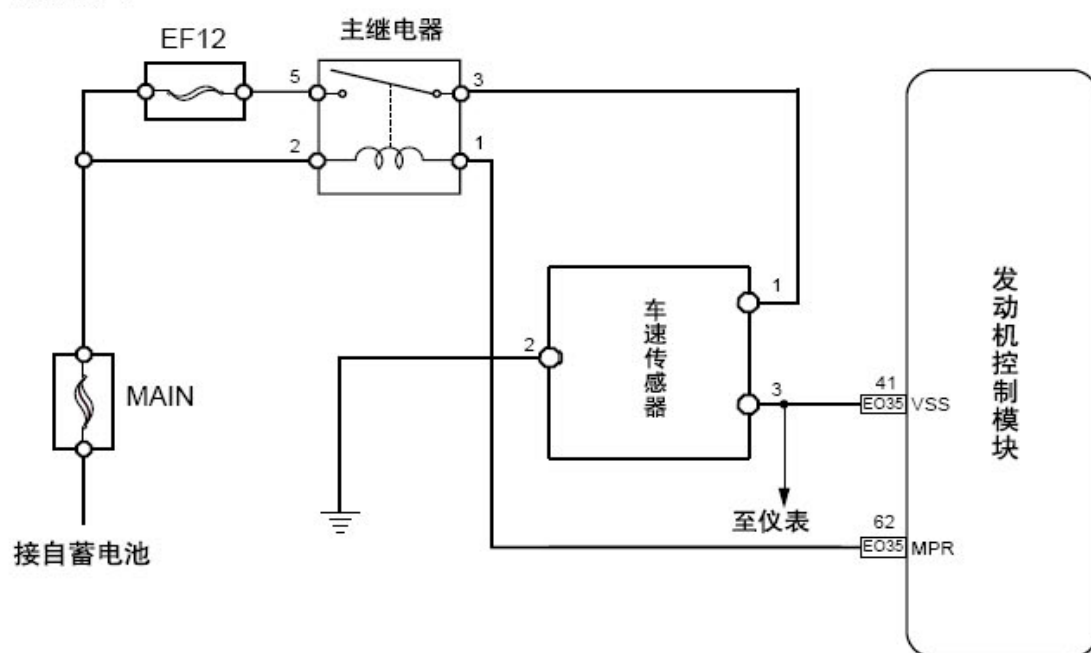 主继电器
EF12
5
3
2
1
1
车速传感器
2
3
41
EO35
VSS
发动机控制模块
MAIN
至仪表
62
EO35
MPR
接自蓄电池